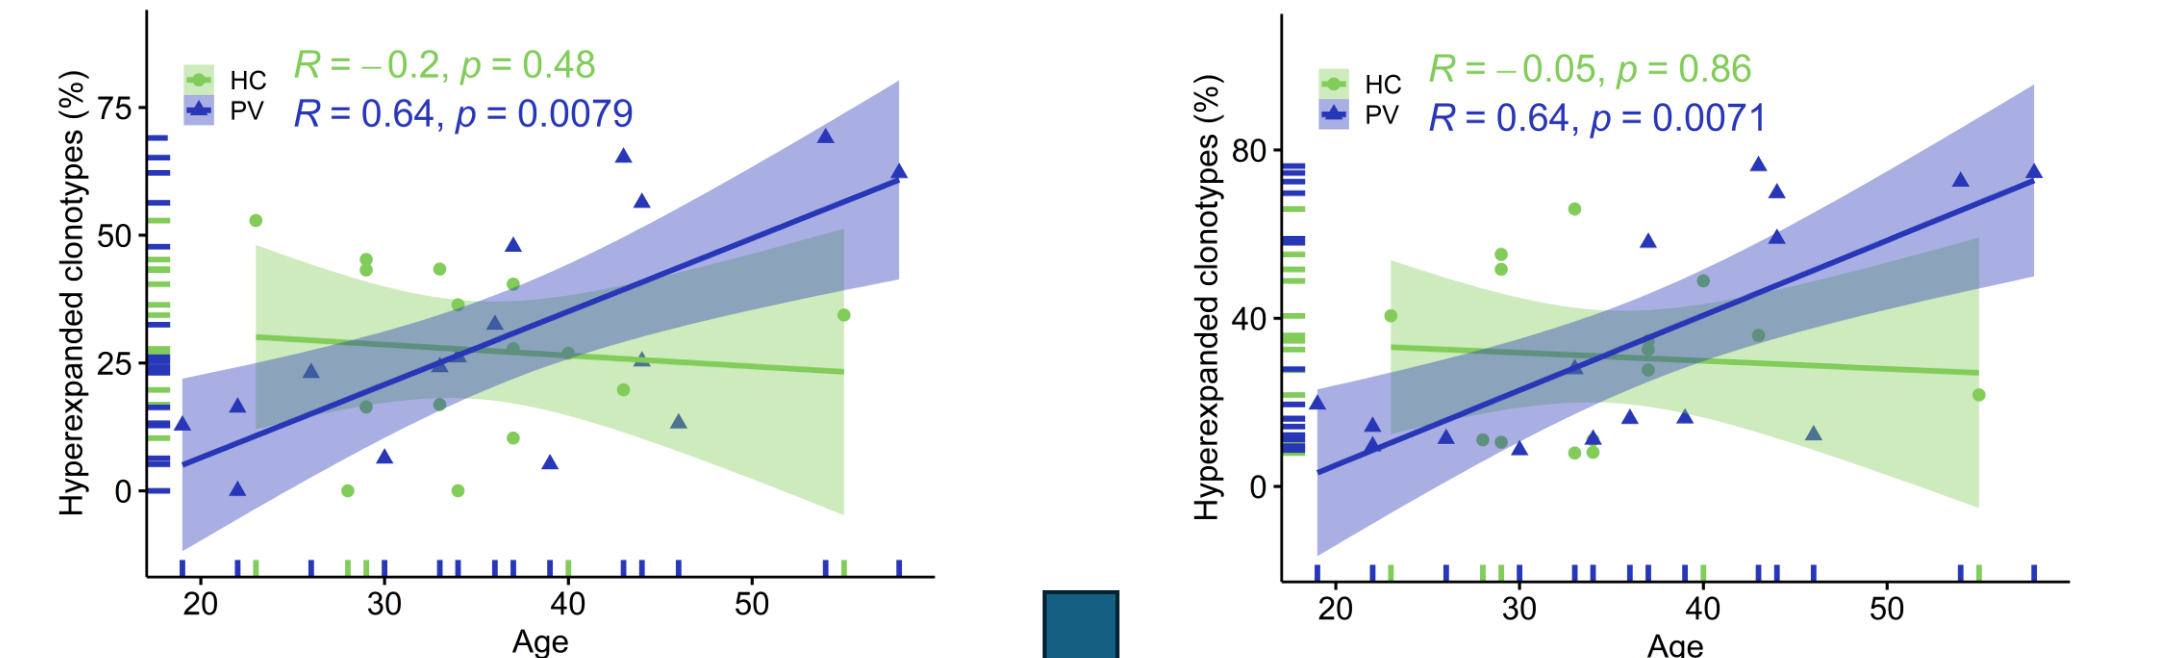 R = −0.2, p = 0.48
R = 0.64, p = 0.0079
HC
PV
Hyperexpanded clonotypes (%)
75
50
25
0
20 30 40 50
Age
R = −0.05, p = 0.86
R = 0.64, p = 0.0071
HC
PV
Hyperexpanded clonotypes (%)
80
40
0
20 30 40 50
Age